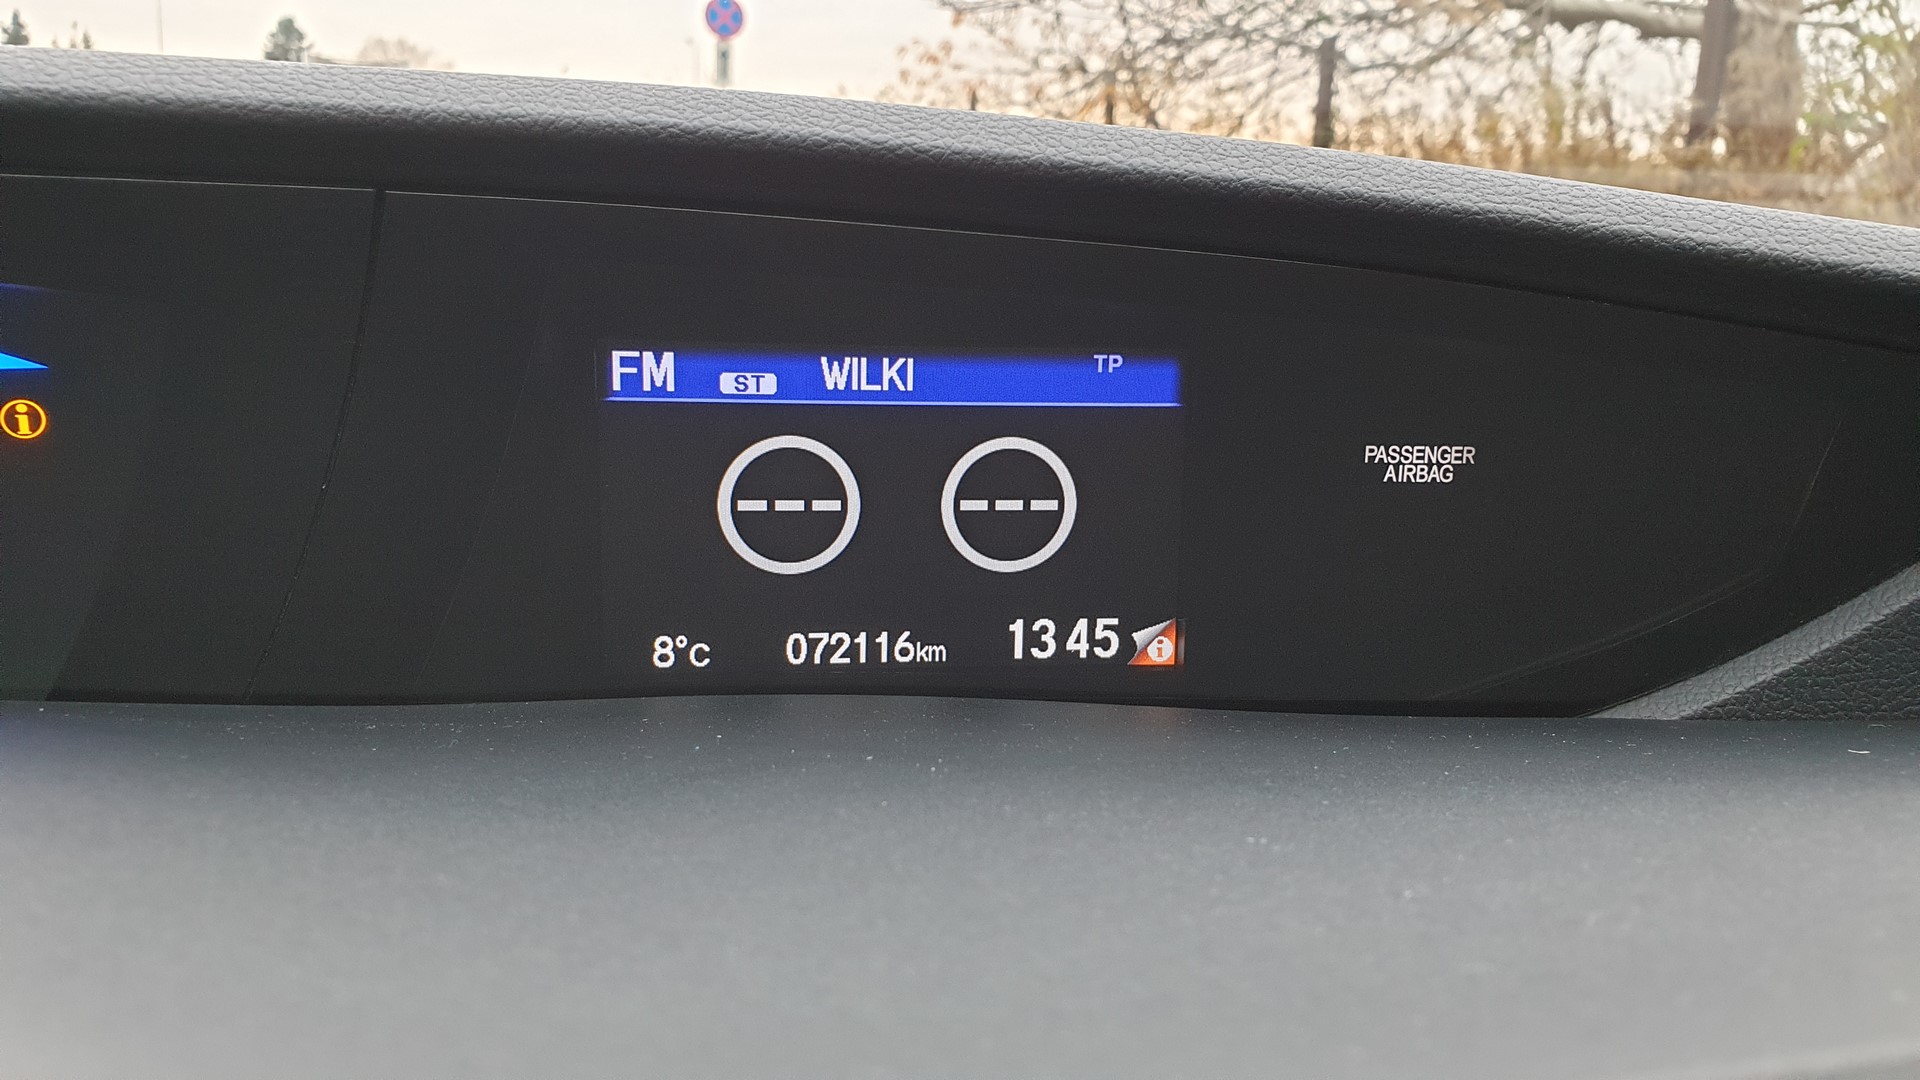 FM ST WILKI TP
--- ---
PASSENGER
AIRBAG
8°C 072116km 13 45